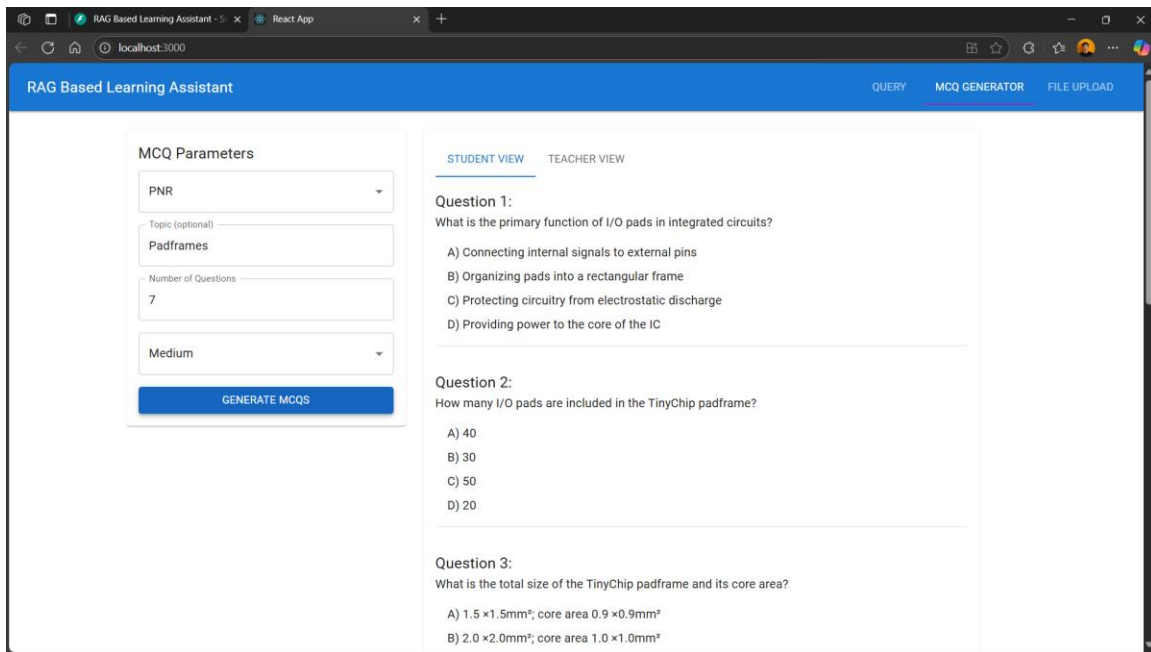 RAG Based Learning Assistant - S
React App
localhost:3000
RAG Based Learning Assistant
QUERY
MCQ GENERATOR
FILE UPLOAD
MCQ Parameters
PNR
Topic (optional)
Padframes
Number of Questions
7
Medium
GENERATE MCQS
STUDENT VIEW
TEACHER VIEW
Question 1:
What is the primary function of I/O pads in integrated circuits?
A) Connecting internal signals to external pins
B) Organizing pads into a rectangular frame
C) Protecting circuitry from electrostatic discharge
D) Providing power to the core of the IC
Question 2:
How many I/O pads are included in the TinyChip padframe?
A) 40
B) 30
C) 50
D) 20
Question 3:
What is the total size of the TinyChip padframe and its core area?
A) 1.5 ×1.5mm²; core area 0.9 ×0.9mm²
B) 2.0 ×2.0mm²; core area 1.0 ×1.0mm²